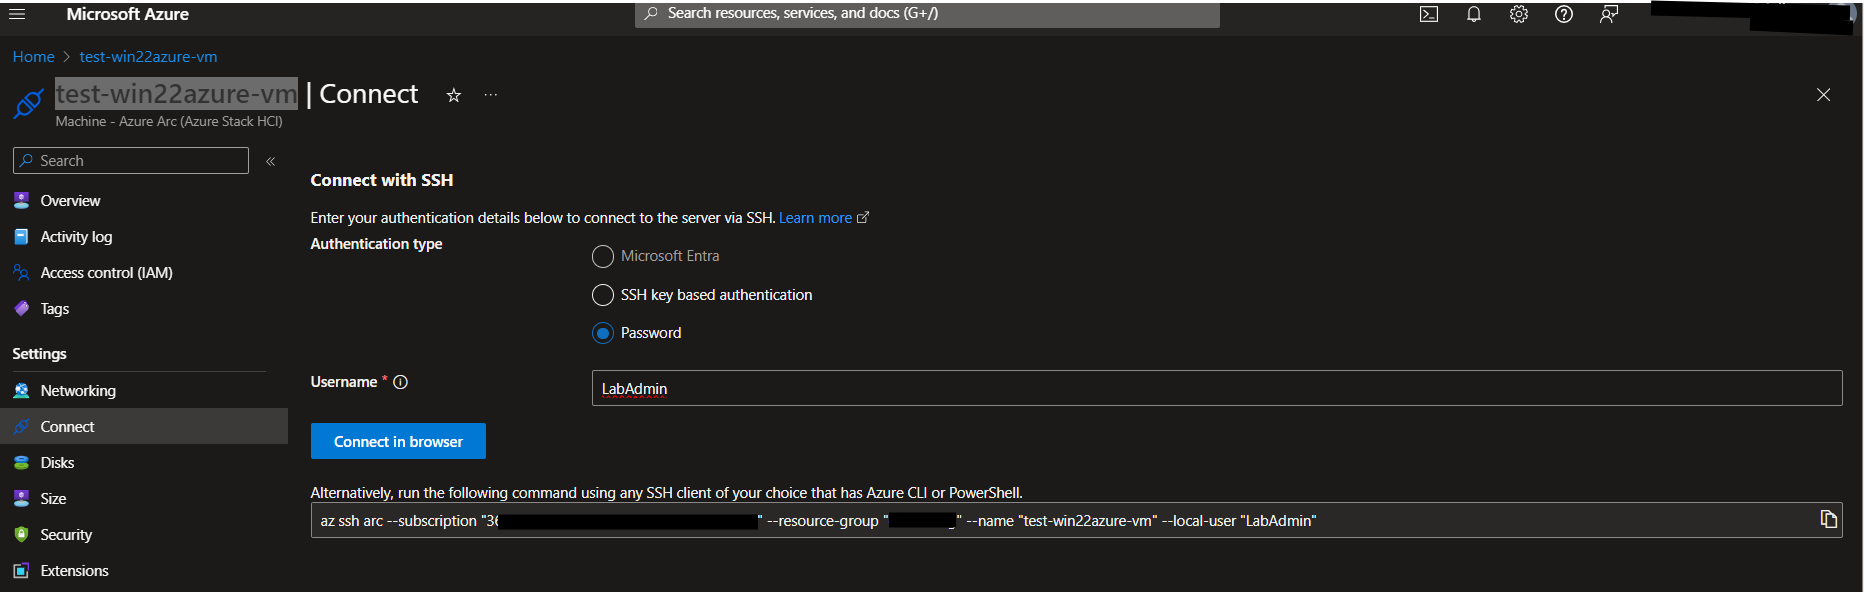 Microsoft Azure
Search resources, services, and docs (G+/)
Home > test-win22azure-vm
test-win22azure-vm | Connect
Machine - Azure Arc (Azure Stack HCI)
Search
Overview
Activity log
Access control (IAM)
Tags
Settings
Networking
Connect
Disks
Size
Security
Extensions
Connect with SSH
Enter your authentication details below to connect to the server via SSH. Learn more
Authentication type
Microsoft Entra
SSH key based authentication
Password
Username *
LabAdmin
Connect in browser
Alternatively, run the following command using any SSH client of your choice that has Azure CLI or PowerShell.
az ssh arc --subscription "36 " --resource-group " " --name "test-win22azure-vm" --local-user "LabAdmin"